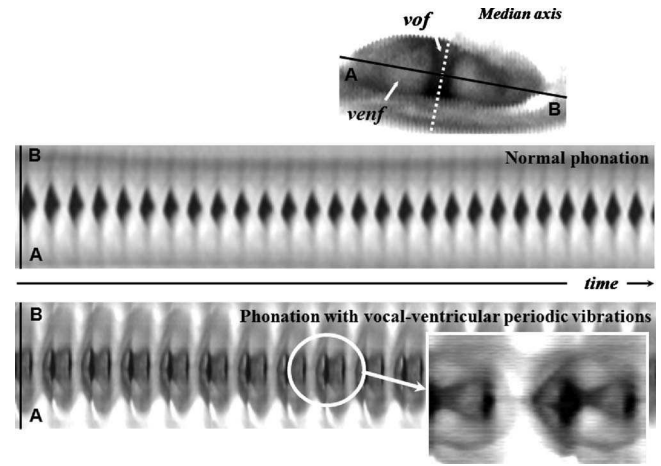 vof
Median axis
A
venf
B
B
Normal phonation
A
time
B
Phonation with vocal-ventricular periodic vibrations
A